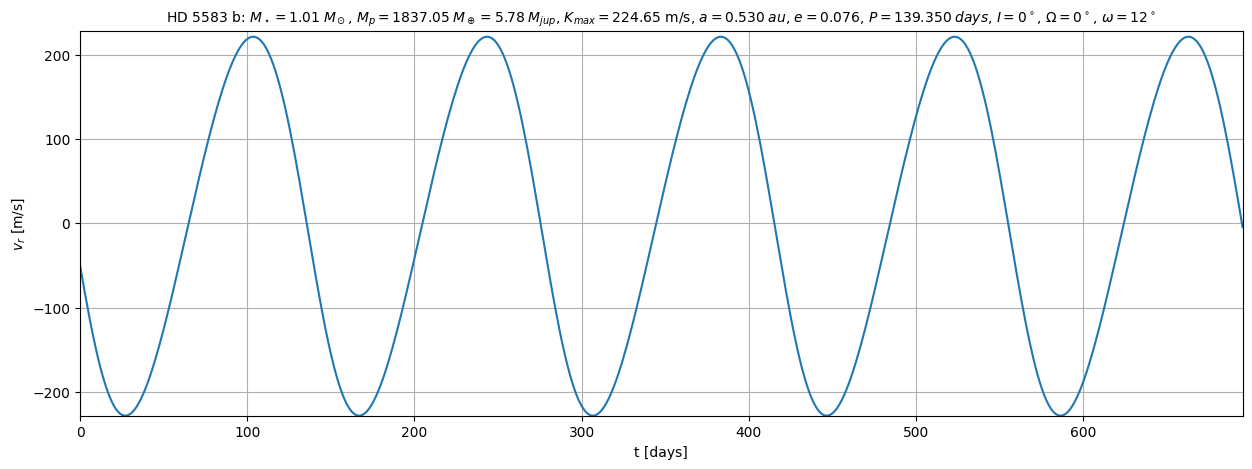 HD 5583 b: M⋆ = 1.01 M⊙, Mp = 1837.05 M⊕ = 5.78 Mjup, Kmax = 224.65 m/s, a = 0.530 au, e = 0.076, P = 139.350 days, I = 0°, Ω = 0°, ω = 12°
200
100
0
−100
−200
vr [m/s]
0 100 200 300 400 500 600
t [days]